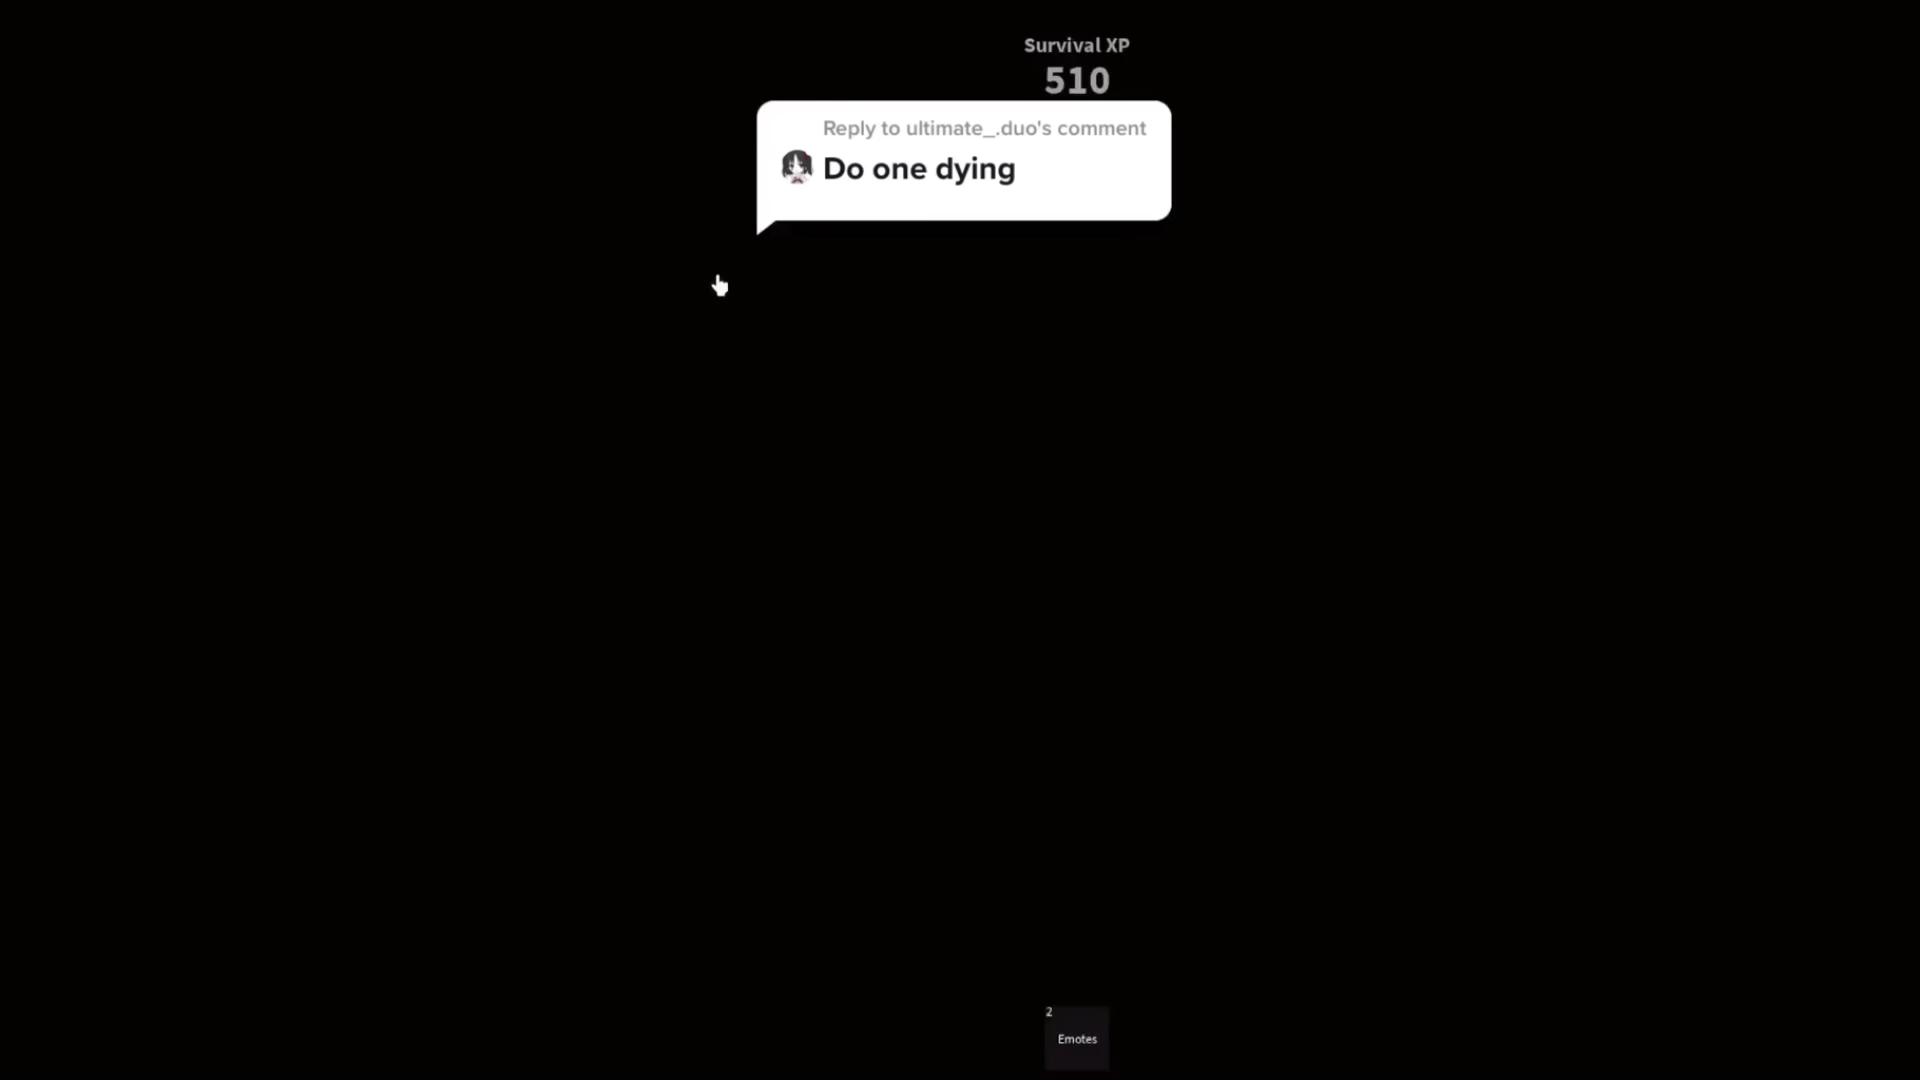 Survival XP
510
Reply to ultimate_.duo's comment
Do one dying
2
Emotes